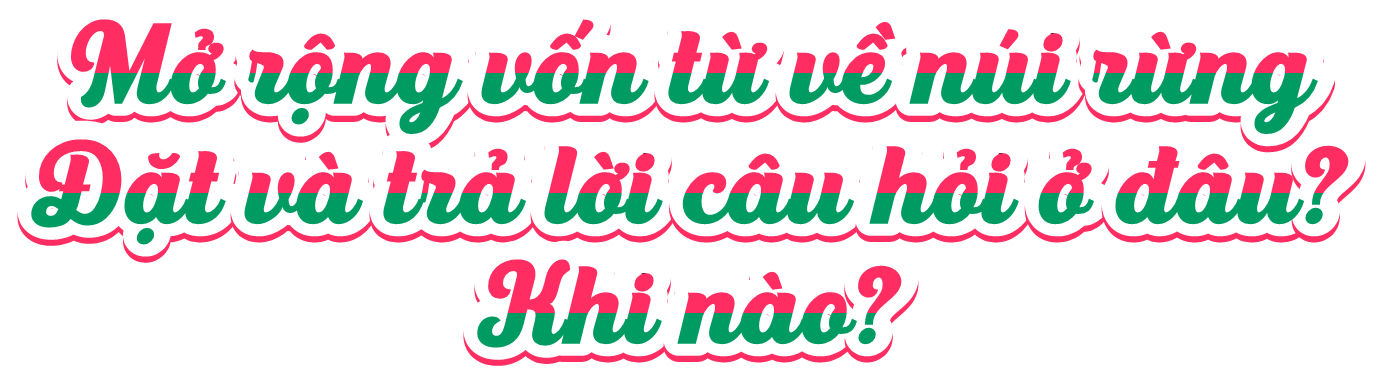 Mở rộng vốn từ về núi rừng
Đặt và trả lời câu hỏi ở đâu?
Khi nào?